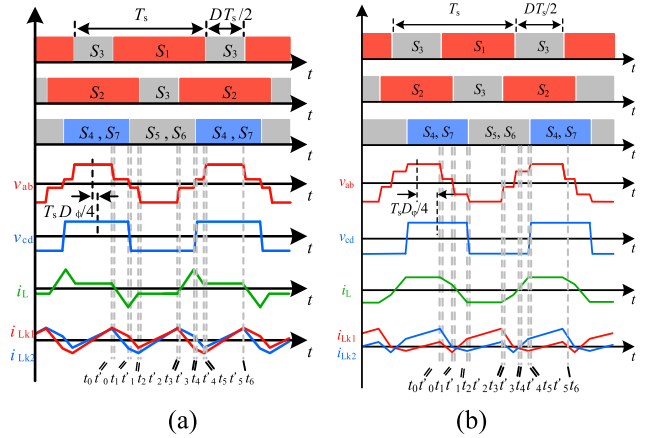 Ts DTs/2
S3 S1 S3 t
S2 S3 S2 t
S4 , S7 S5 , S6 S4 , S7 t
vab t
TsDϕ/4
vcd t
iL t
iLk1 t
iLk2
t0 t'0 t1 t'1 t2 t'2 t3 t'3 t4 t'4 t5 t'5 t6
(a)
Ts DTs/2
S3 S1 S3 t
S2 S3 S2 t
S4, S7 S5, S6 S4, S7 t
vab t
TsDφ/4
vcd t
iL t
iLk1 t
iLk2
t0 t'0 t1 t'1 t2 t'2 t3 t'3 t4 t'4 t5 t'5 t6
(b)